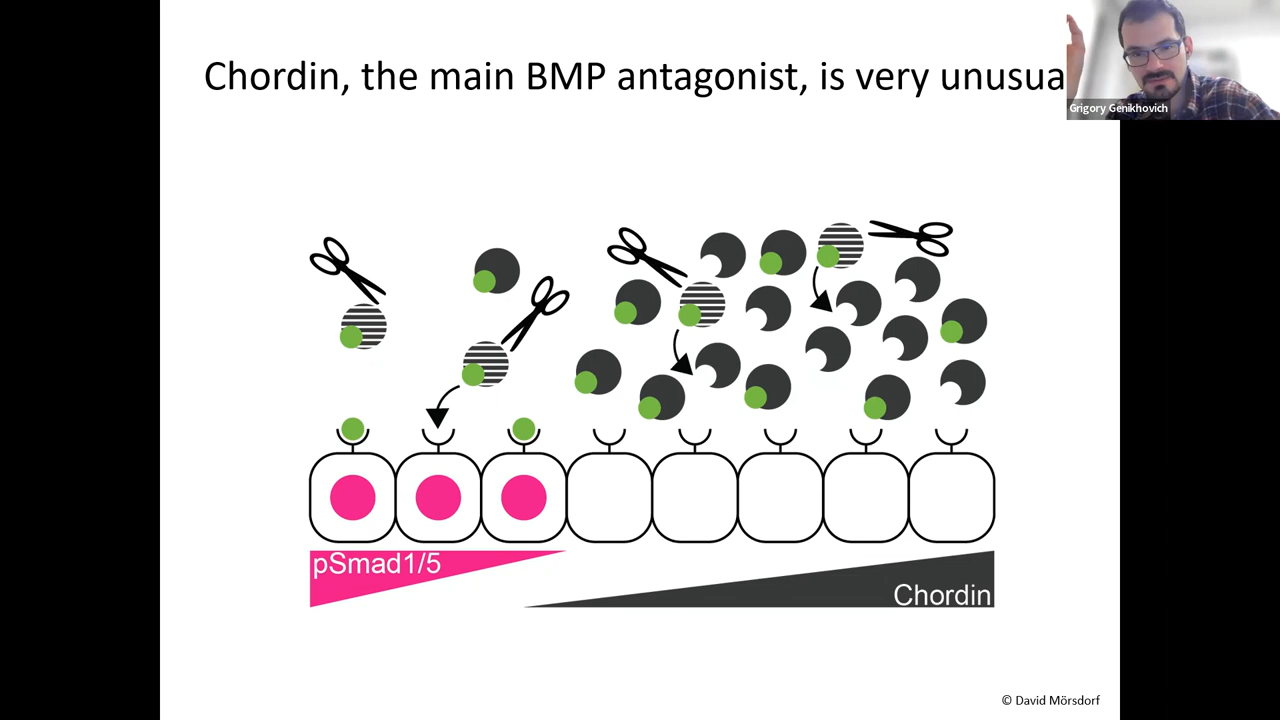 Chordin, the main BMP antagonist, is very unusua
Grigory Genikhovich
pSmad1/5
Chordin
© David Mörsdorf